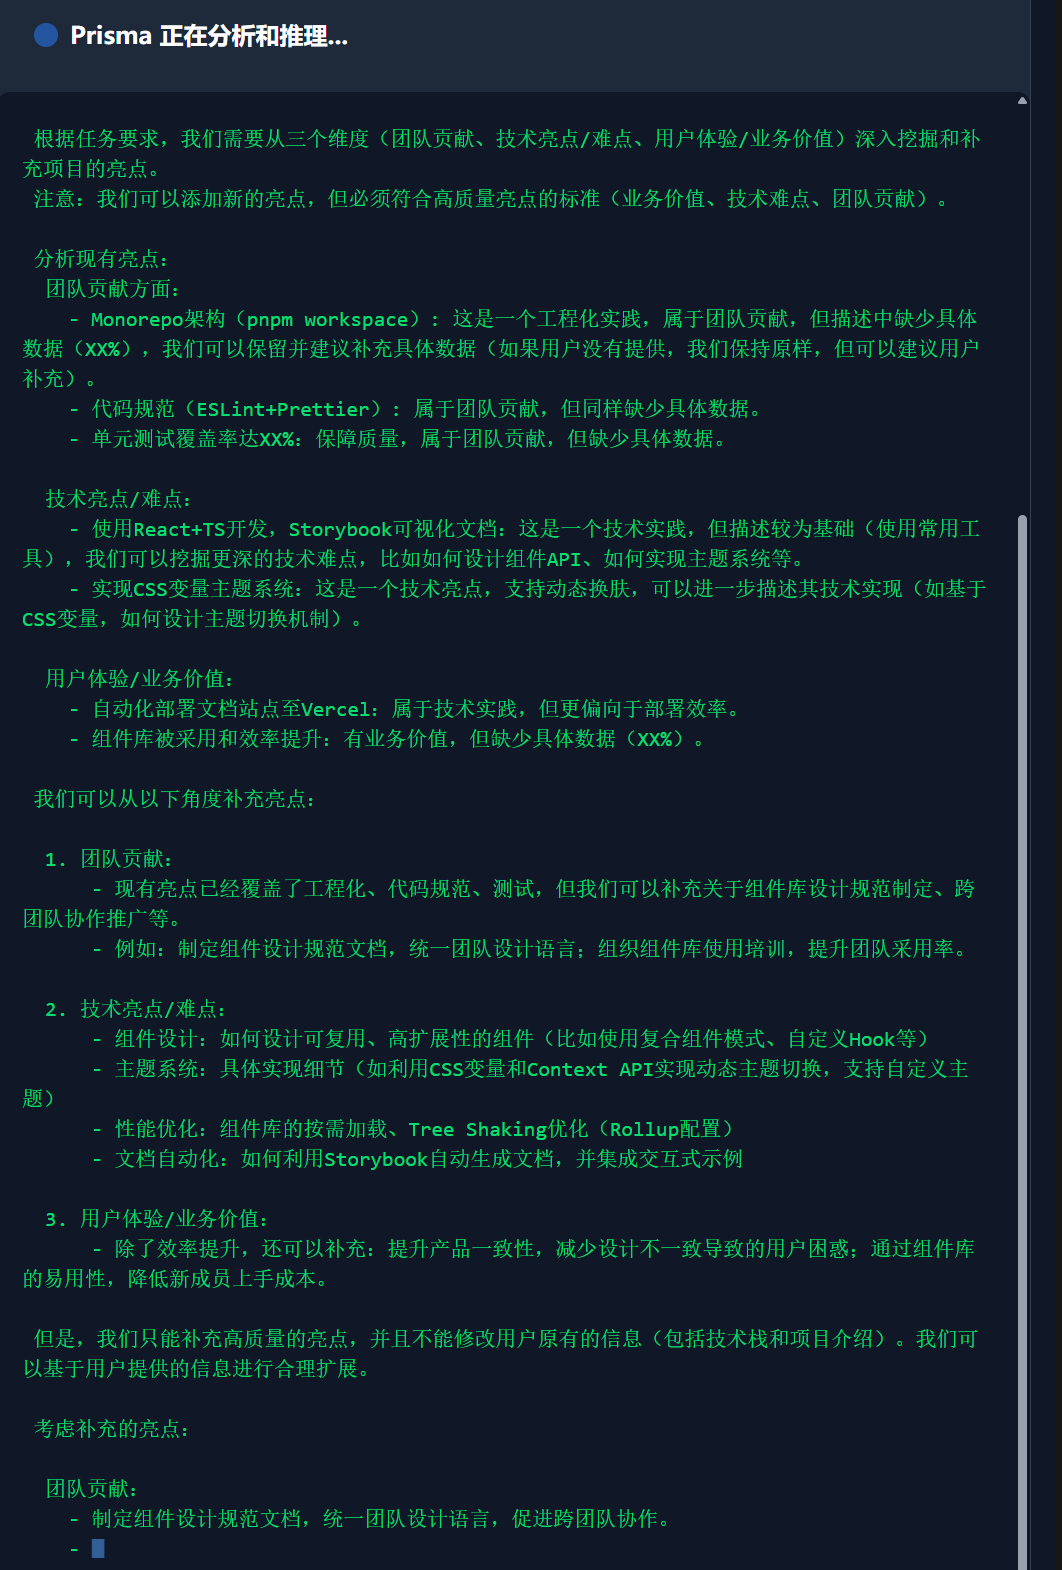 Prisma 正在分析和推理...
根据任务要求，我们需要从三个维度（团队贡献、技术亮点/难点、用户体验/业务价值）深入挖掘和补
充项目的亮点。
注意：我们可以添加新的亮点，但必须符合高质量亮点的标准（业务价值、技术难点、团队贡献）。
分析现有亮点：
团队贡献方面：
- Monorepo架构（pnpm workspace）：这是一个工程化实践，属于团队贡献，但描述中缺少具体
数据（XX%），我们可以保留并建议补充具体数据（如果用户没有提供，我们保持原样，但可以建议用户
补充）。
- 代码规范（ESLint+Prettier）：属于团队贡献，但同样缺少具体数据。
- 单元测试覆盖率达XX%：保障质量，属于团队贡献，但缺少具体数据。
技术亮点/难点：
- 使用React+TS开发，Storybook可视化文档：这是一个技术实践，但描述较为基础（使用常用工
具），我们可以挖掘更深的技术难点，比如如何设计组件API、如何实现主题系统等。
- 实现CSS变量主题系统：这是一个技术亮点，支持动态换肤，可以进一步描述其技术实现（如基于
CSS变量，如何设计主题切换机制）。
用户体验/业务价值：
- 自动化部署文档站点至Vercel：属于技术实践，但更偏向于部署效率。
- 组件库被采用和效率提升：有业务价值，但缺少具体数据（XX%）。
我们可以从以下角度补充亮点：
1. 团队贡献：
- 现有亮点已经覆盖了工程化、代码规范、测试，但我们可以补充关于组件库设计规范制定、跨
团队协作推广等。
- 例如：制定组件设计规范文档，统一团队设计语言；组织组件库使用培训，提升团队采用率。
2. 技术亮点/难点：
- 组件设计：如何设计可复用、高扩展性的组件（比如使用复合组件模式、自定义Hook等）
- 主题系统：具体实现细节（如利用CSS变量和Context API实现动态主题切换，支持自定义主
题）
- 性能优化：组件库的按需加载、Tree Shaking优化（Rollup配置）
- 文档自动化：如何利用Storybook自动生成文档，并集成交互式示例
3. 用户体验/业务价值：
- 除了效率提升，还可以补充：提升产品一致性，减少设计不一致导致的用户困惑；通过组件库
的易用性，降低新成员上手成本。
但是，我们只能补充高质量的亮点，并且不能修改用户原有的信息（包括技术栈和项目介绍）。我们可
以基于用户提供的信息进行合理扩展。
考虑补充的亮点：
团队贡献：
- 制定组件设计规范文档，统一团队设计语言，促进跨团队协作。
-